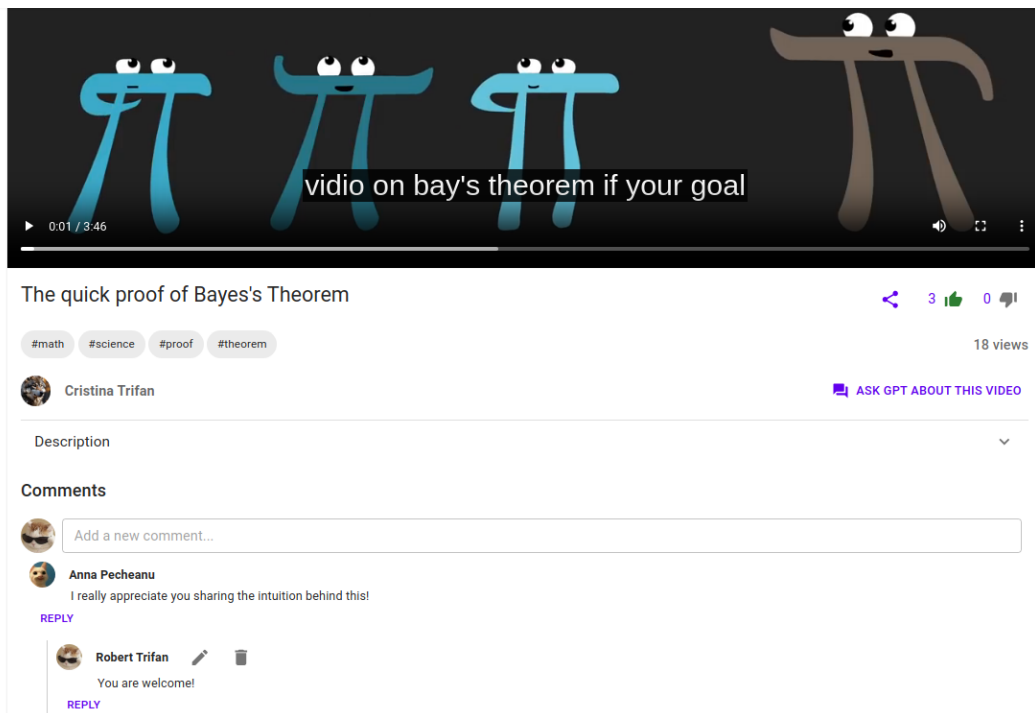 vidio on bay's theorem if your goal
0:01 / 3:46
The quick proof of Bayes's Theorem
3 0
#math #science #proof #theorem
18 views
Cristina Trifan
ASK GPT ABOUT THIS VIDEO
Description
Comments
Add a new comment...
Anna Pecheanu
I really appreciate you sharing the intuition behind this!
REPLY
Robert Trifan
You are welcome!
REPLY